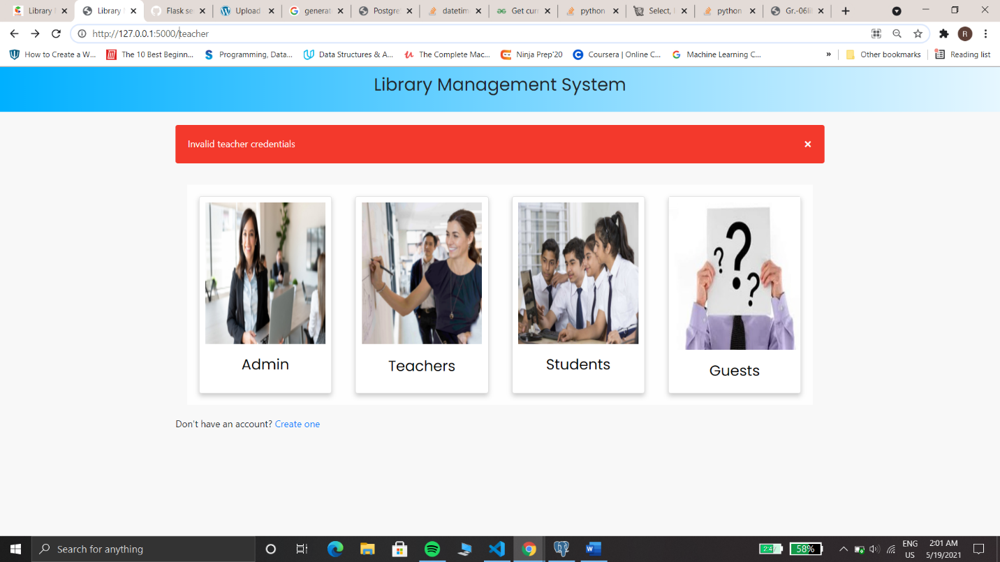 Library
Library
Flask se
Upload
generat
Postgre
datetim
Get curr
python
Select,
python
Gr.-06lib
http://127.0.0.1:5000/teacher
R
How to Create a W...
The 10 Best Beginn...
Programming, Data...
Data Structures & A...
The Complete Mac...
Ninja Prep'20
Coursera | Online C...
Machine Learning C...
»
Other bookmarks
Reading list
Library Management System
Invalid teacher credentials
×
? ? ?
Admin
Teachers
Students
Guests
Don't have an account? Create one
Search for anything
2:47
58%
ENG
US
2:01 AM
5/19/2021